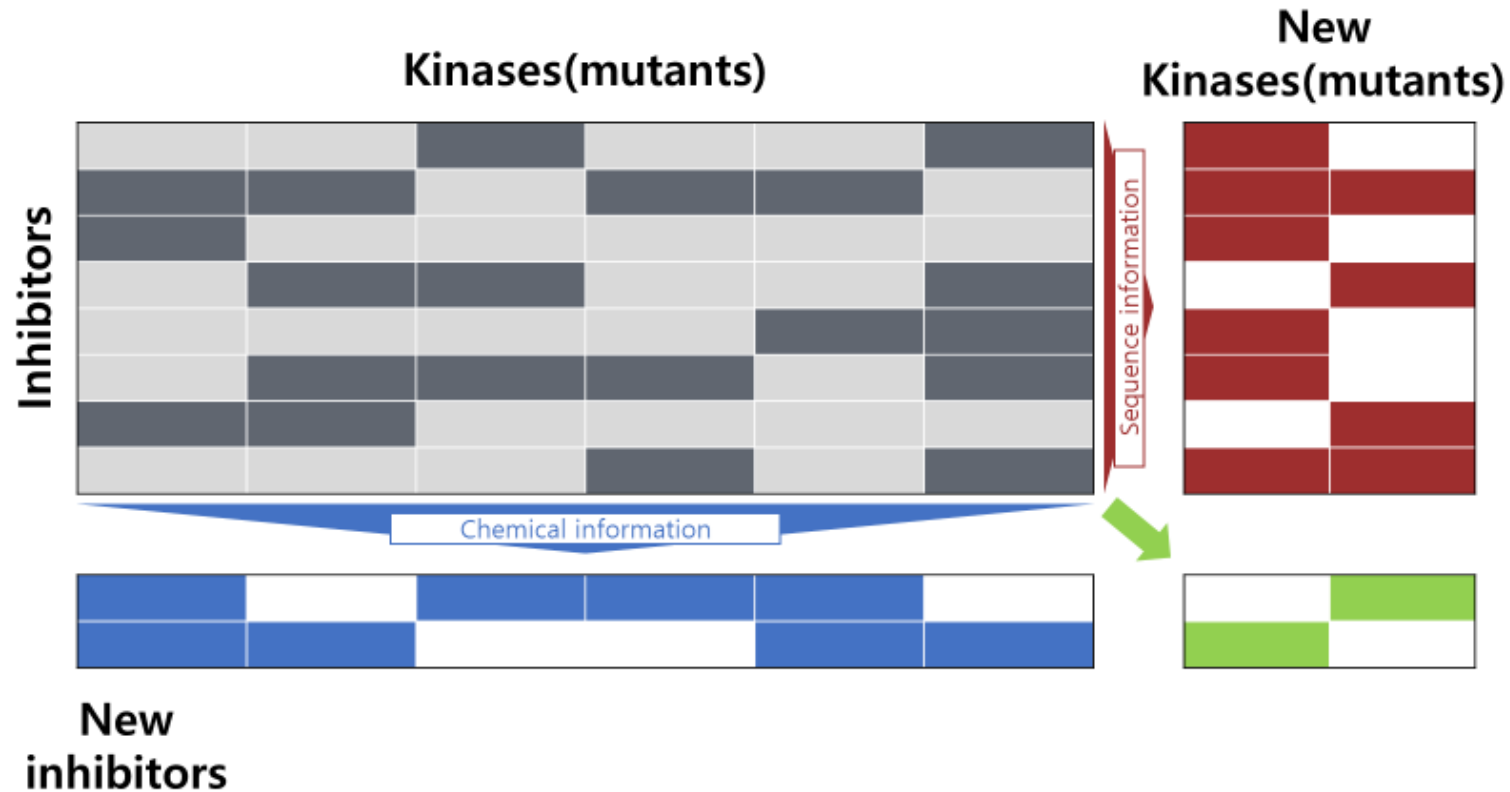 New
Kinases(mutants)
Kinases(mutants)
Inhibitors
Sequence information
Chemical information
New
inhibitors